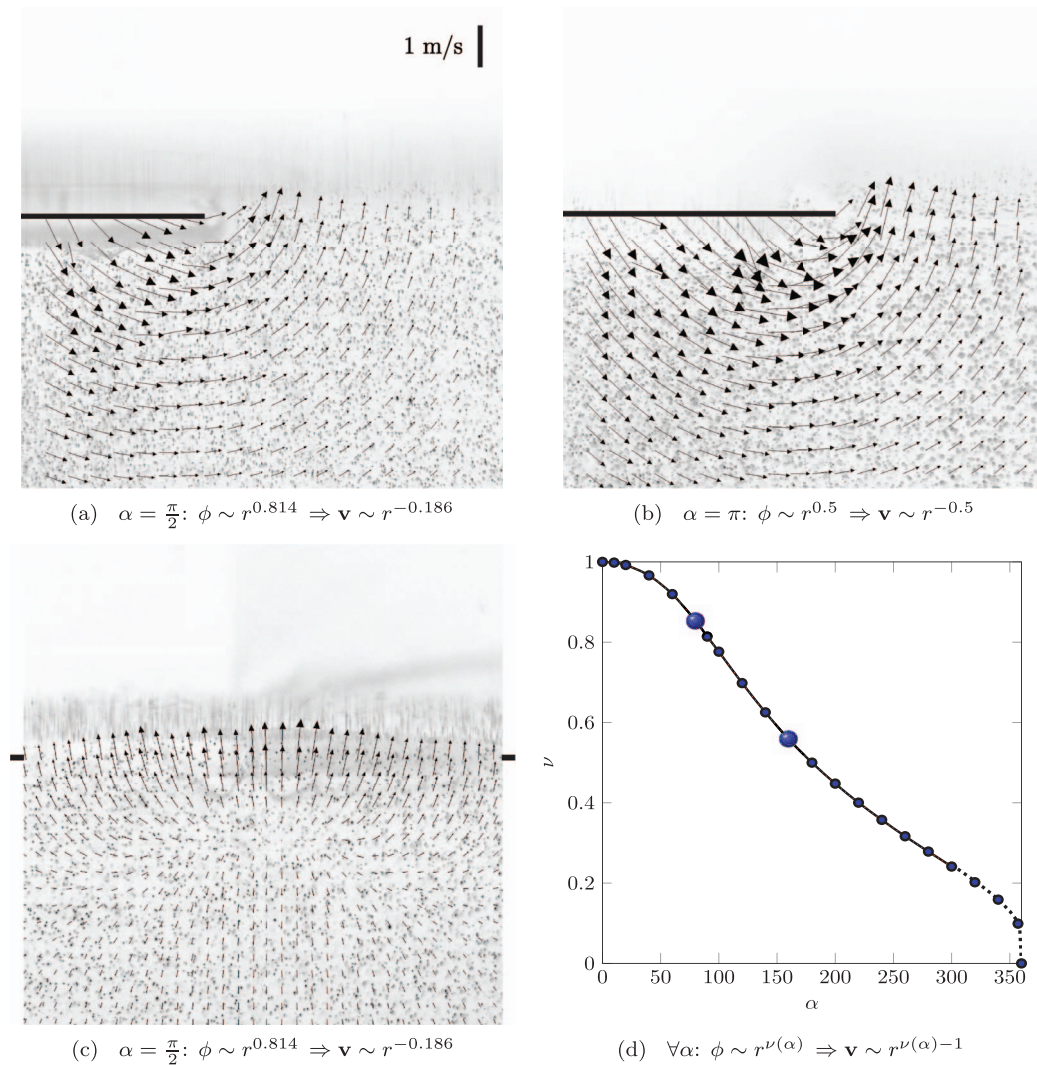 1 m/s
(a) α = π/2: ϕ ∼ r^0.814 ⇒ v ∼ r^−0.186
(b) α = π: ϕ ∼ r^0.5 ⇒ v ∼ r^−0.5
1
0.8
0.6
0.4
0.2
0
ν
0 50 100 150 200 250 300 350
α
(c) α = π/2: ϕ ∼ r^0.814 ⇒ v ∼ r^−0.186
(d) ∀α: ϕ ∼ r^ν(α) ⇒ v ∼ r^ν(α)−1